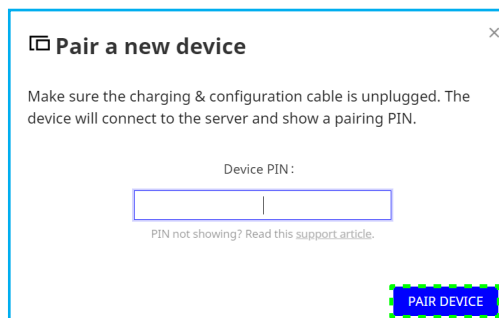 Pair a new device
Make sure the charging & configuration cable is unplugged. The
device will connect to the server and show a pairing PIN.
Device PIN:
PIN not showing? Read this support article.
PAIR DEVICE